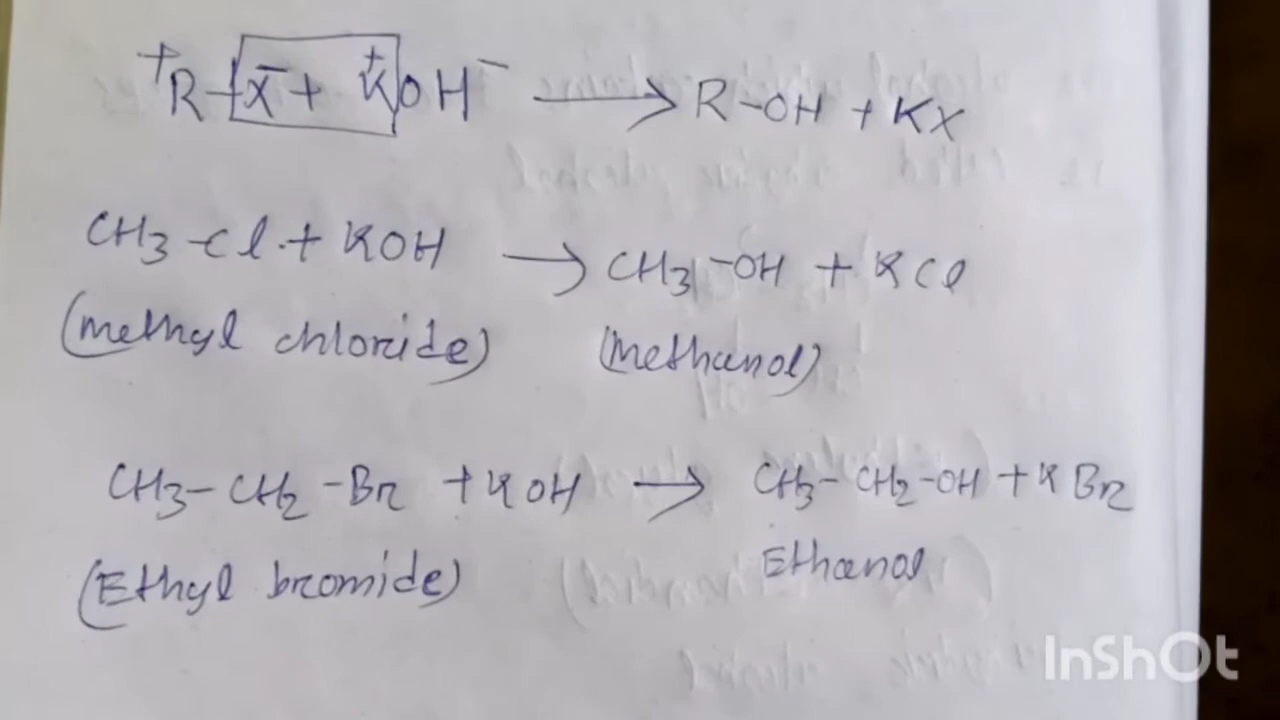 +R-X- + K+OH- → R-OH + KX
CH3-Cl + KOH → CH3-OH + KCl
(methyl chloride) (Methanol)
CH3-CH2-Br + KOH → CH3-CH2-OH + KBr
(Ethyl bromide) Ethanol
InShOt